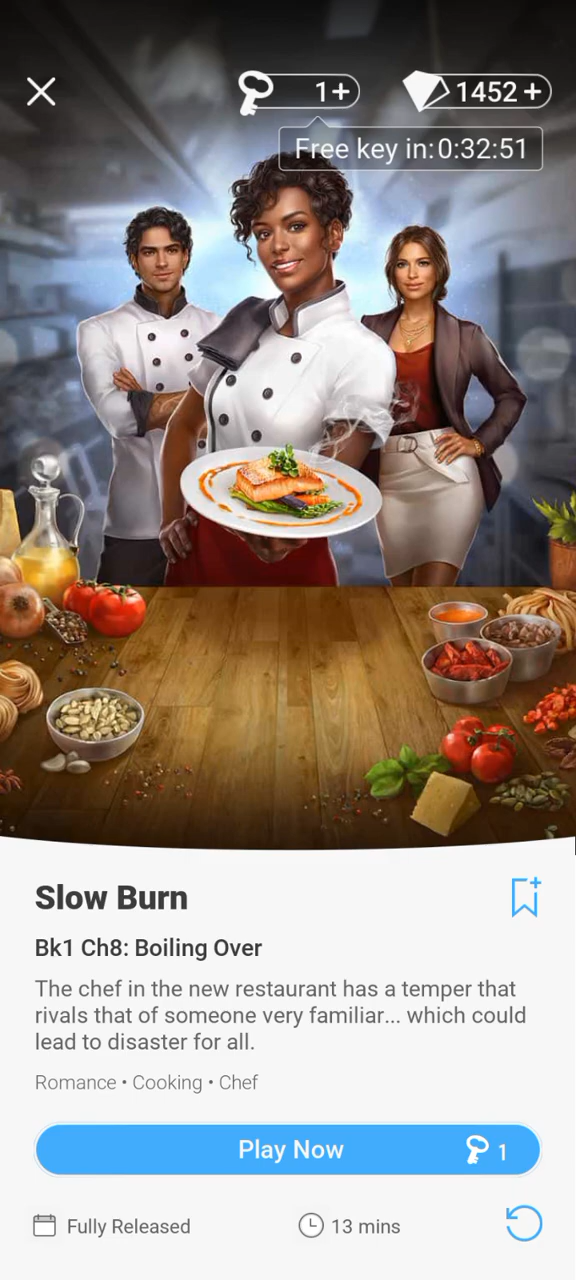 1+
1452 +
Free key in: 0:32:51
Slow Burn
Bk1 Ch8: Boiling Over
The chef in the new restaurant has a temper that
rivals that of someone very familiar... which could
lead to disaster for all.
Romance • Cooking • Chef
Play Now 1
Fully Released 13 mins